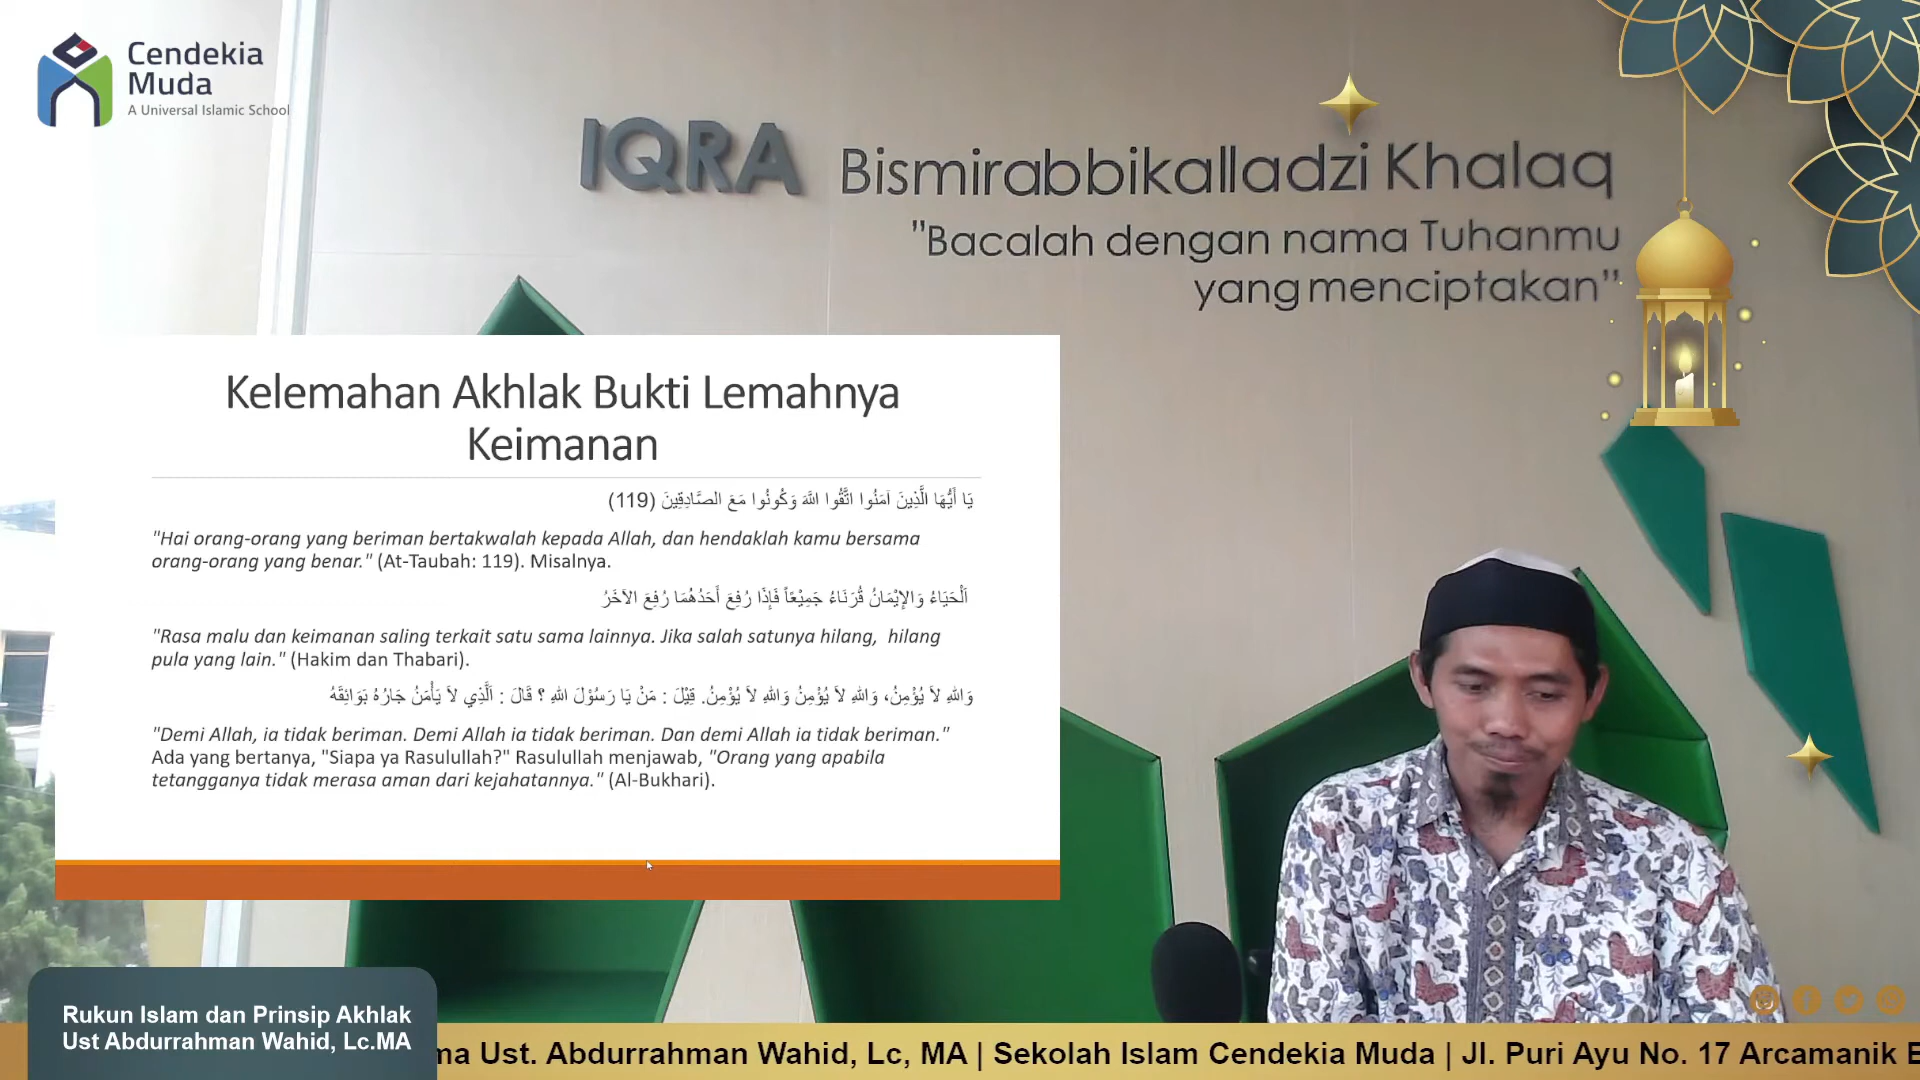 Cendekia
Muda
A Universal Islamic School
IQRA Bismirabbikalladzi Khalaq
"Bacalah dengan nama Tuhanmu
yang menciptakan"
Kelemahan Akhlak Bukti Lemahnya
Keimanan
يَا أَيُّهَا الَّذِينَ آمَنُوا اتَّقُوا اللَّهَ وَكُونُوا مَعَ الصَّادِقِينَ (119)
"Hai orang-orang yang beriman bertakwalah kepada Allah, dan hendaklah kamu bersama
orang-orang yang benar." (At-Taubah: 119). Misalnya.
اَلْحَيَاءُ وَالإِيْمَانُ قُرَنَاءُ جَمِيْعًا فَإِذَا رُفِعَ أَحَدُهُمَا رُفِعَ الآخَرُ
"Rasa malu dan keimanan saling terkait satu sama lainnya. Jika salah satunya hilang,  hilang
pula yang lain." (Hakim dan Thabari).
وَاللهِ لاَ يُؤْمِنُ، وَاللهِ لاَ يُؤْمِنُ وَاللهِ لاَ يُؤْمِنُ. قِيْلَ : مَنْ يَا رَسُوْلَ اللهِ ؟ قَالَ : اَلَّذِي لاَ يَأْمَنُ جَارُهُ بَوَائِقَهُ
"Demi Allah, ia tidak beriman. Demi Allah ia tidak beriman. Dan demi Allah ia tidak beriman."
Ada yang bertanya, "Siapa ya Rasulullah?" Rasulullah menjawab, "Orang yang apabila
tetangganya tidak merasa aman dari kejahatannya." (Al-Bukhari).
Rukun Islam dan Prinsip Akhlak
Ust Abdurrahman Wahid, Lc.MA
ma Ust. Abdurrahman Wahid, Lc, MA | Sekolah Islam Cendekia Muda | Jl. Puri Ayu No. 17 Arcamanik